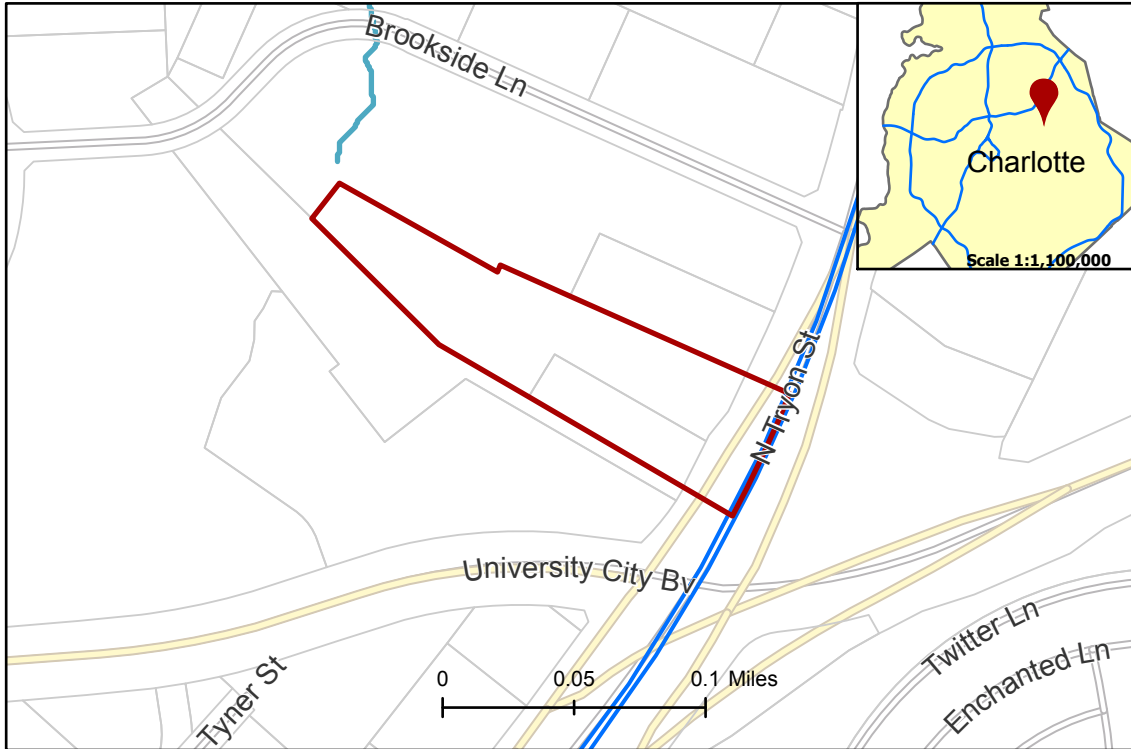 Brookside Ln
Charlotte
Scale 1:1,100,000
N Tryon St
University City Bv
Twitter Ln
Enchanted Ln
Tyner St
0 0.05 0.1 Miles